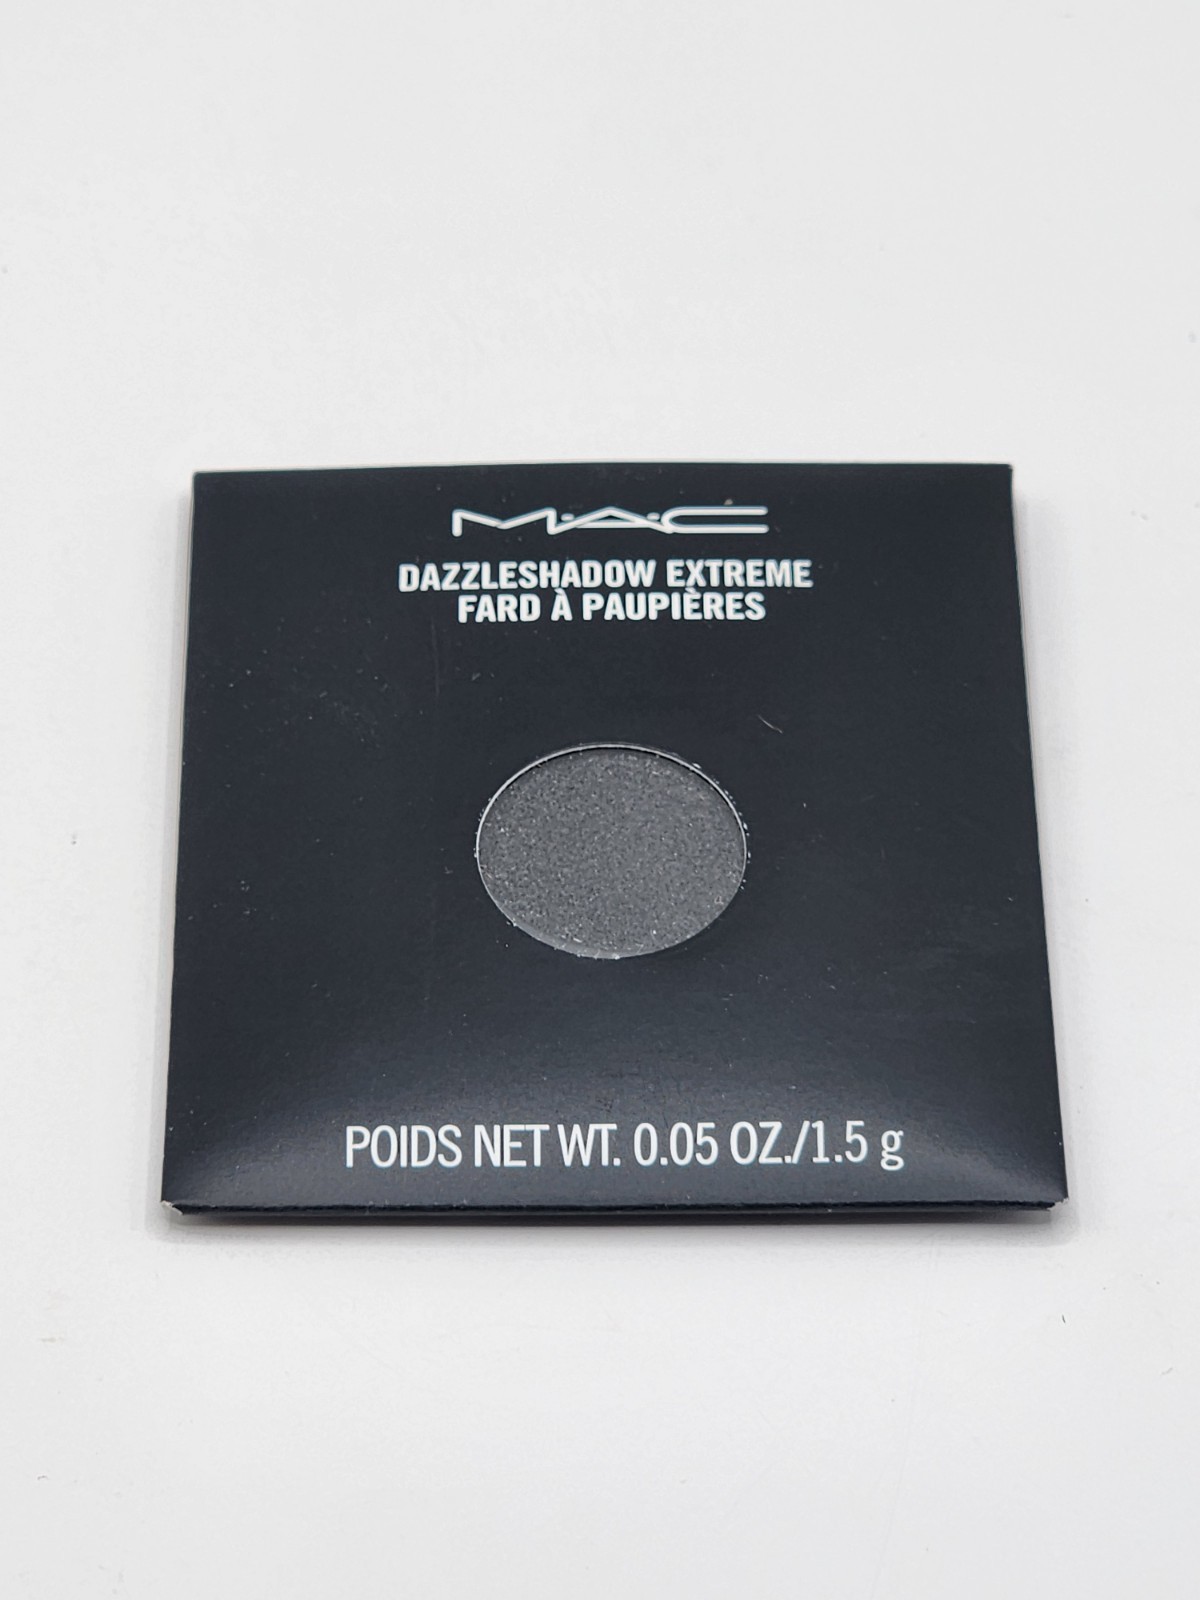 M·A·C
DAZZLESHADOW EXTREME
FARD À PAUPIÈRES
POIDS NET WT. 0.05 OZ./1.5 g